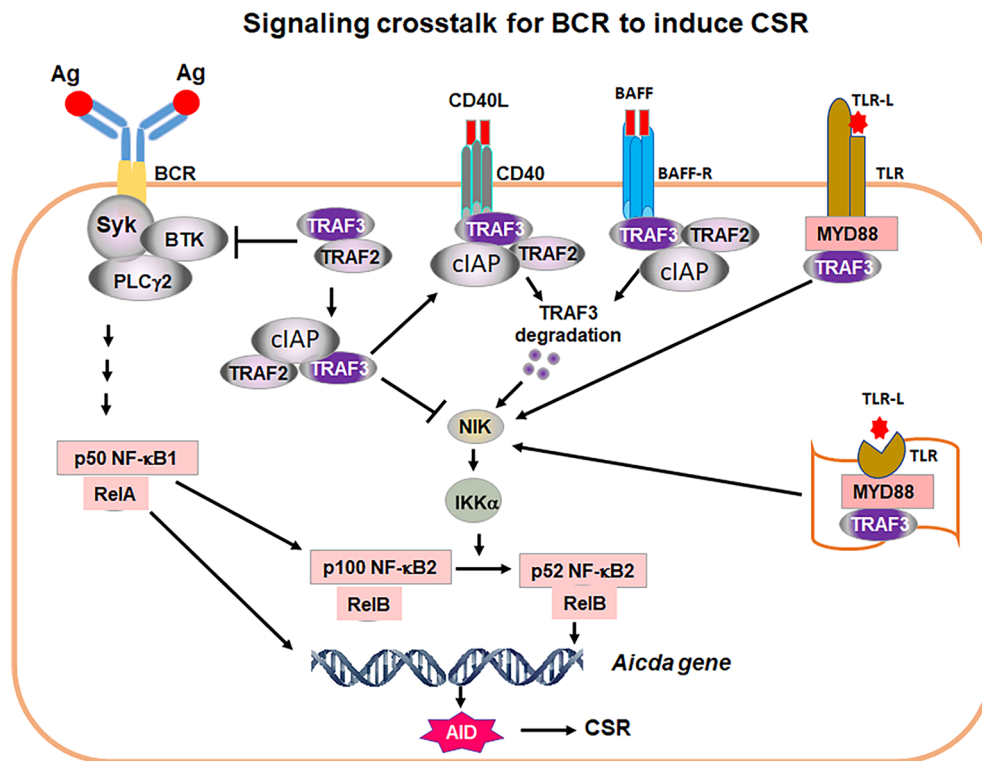 Signaling crosstalk for BCR to induce CSR
Ag
Ag
BCR
Syk
BTK
PLCγ2
TRAF3
TRAF2
cIAP
TRAF2
TRAF3
CD40L
CD40
TRAF3
TRAF2
cIAP
BAFF
BAFF-R
TRAF3
TRAF2
cIAP
TLR-L
TLR
MYD88
TRAF3
TRAF3
degradation
NIK
IKKα
TLR-L
TLR
MYD88
TRAF3
p50 NF-κB1
RelA
p100 NF-κB2
RelB
p52 NF-κB2
RelB
Aicda gene
AID
CSR